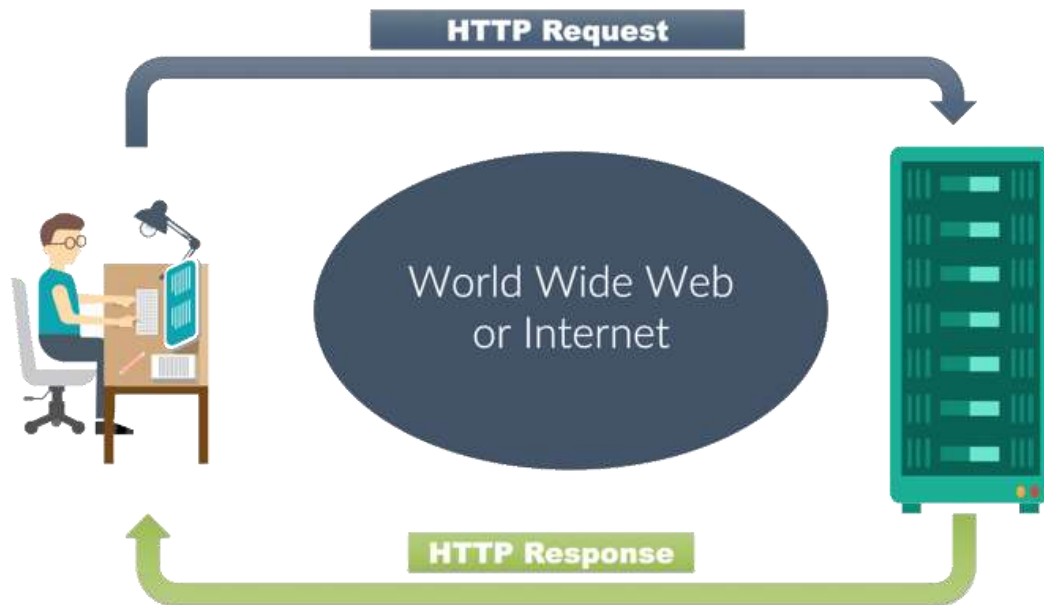 HTTP Request
World Wide Web
or Internet
HTTP Response